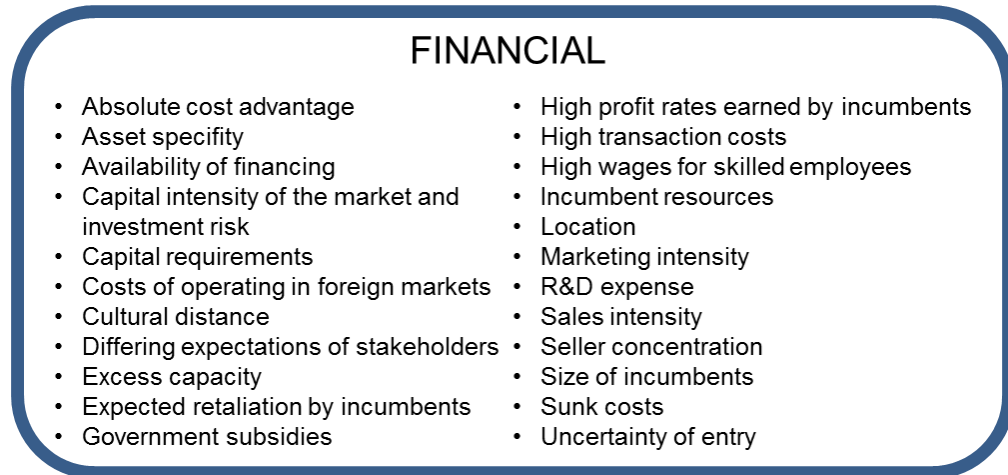 FINANCIAL
• Absolute cost advantage
• Asset specifity
• Availability of financing
• Capital intensity of the market and
investment risk
• Capital requirements
• Costs of operating in foreign markets
• Cultural distance
• Differing expectations of stakeholders
• Excess capacity
• Expected retaliation by incumbents
• Government subsidies
• High profit rates earned by incumbents
• High transaction costs
• High wages for skilled employees
• Incumbent resources
• Location
• Marketing intensity
• R&D expense
• Sales intensity
• Seller concentration
• Size of incumbents
• Sunk costs
• Uncertainty of entry